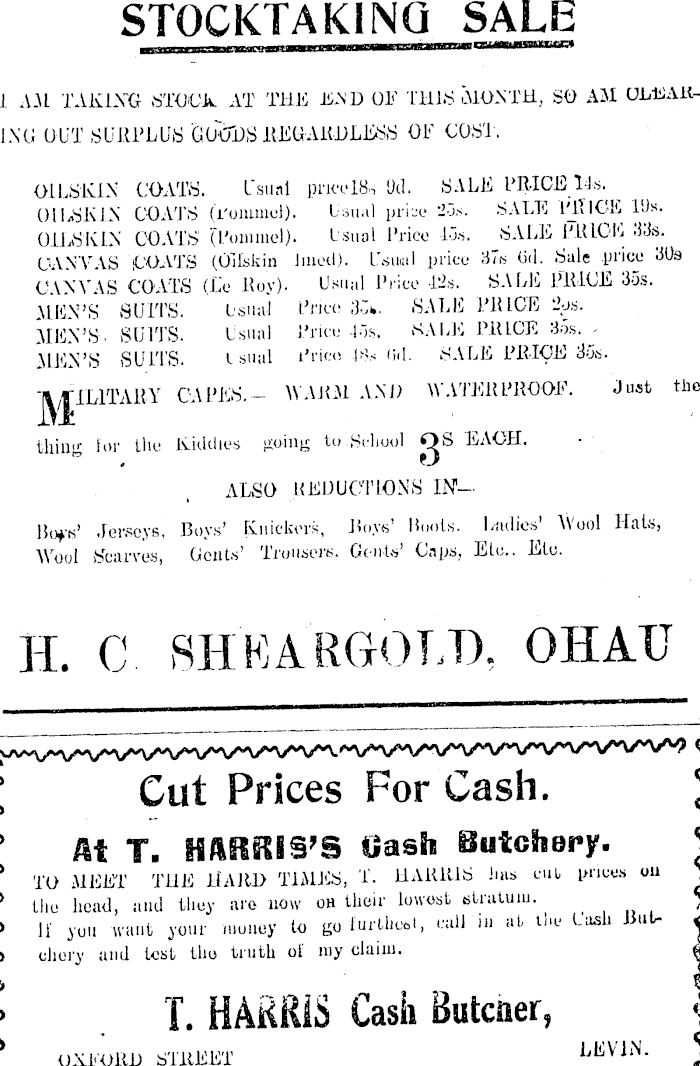 STOCKTAKING SALE
I AM TAKING STOCK AT THE END OF THIS MONTH, SO AM CLEAR-
ING OUT SURPLUS GOODS REGARDLESS OF COST.
OILSKIN COATS. Usual price 18s 9d. SALE PRICE 14s.
OILSKIN COATS (Pommel). Usual price 25s. SALE PRICE 19s.
OILSKIN COATS (Pommel). Usual Price 45s. SALE PRICE 33s.
CANVAS COATS (Oilskin lined). Usual price 37s 6d. Sale price 30s
CANVAS COATS (Le Roy). Usual Price 42s. SALE PRICE 35s.
MEN'S SUITS. Usual Price SALE PRICE
MEN'S SUITS. Usual Price 45s. SALE PRICE 35s.
MEN'S SUITS. Usual Price 48s 6d. SALE PRICE 35s.
MILITARY CAPES.— WARM AND WATERPROOF. Just the
thing for the Kiddies going to School 3S EACH.
ALSO REDUCTIONS IN—
Boys' Jerseys, Boys' Knickers, Boys' Boots. Ladies' Wool Hats,
Wool Scarves, Gents' Trousers. Gents' Caps, Etc.. Etc.
H. C. SHEARGOLD, OHAU
Cut Prices For Cash.
At T. HARRIS'S Cash Butchery.
TO MEET THE HARD TIMES, T. HARRIS has cut prices on
the head, and they are now on their lowest stratum.
If you want your money to go furthest, call in at the Cash But-
chery and test the truth of my claim.
T. HARRIS Cash Butcher,
OXFORD STREET LEVIN.